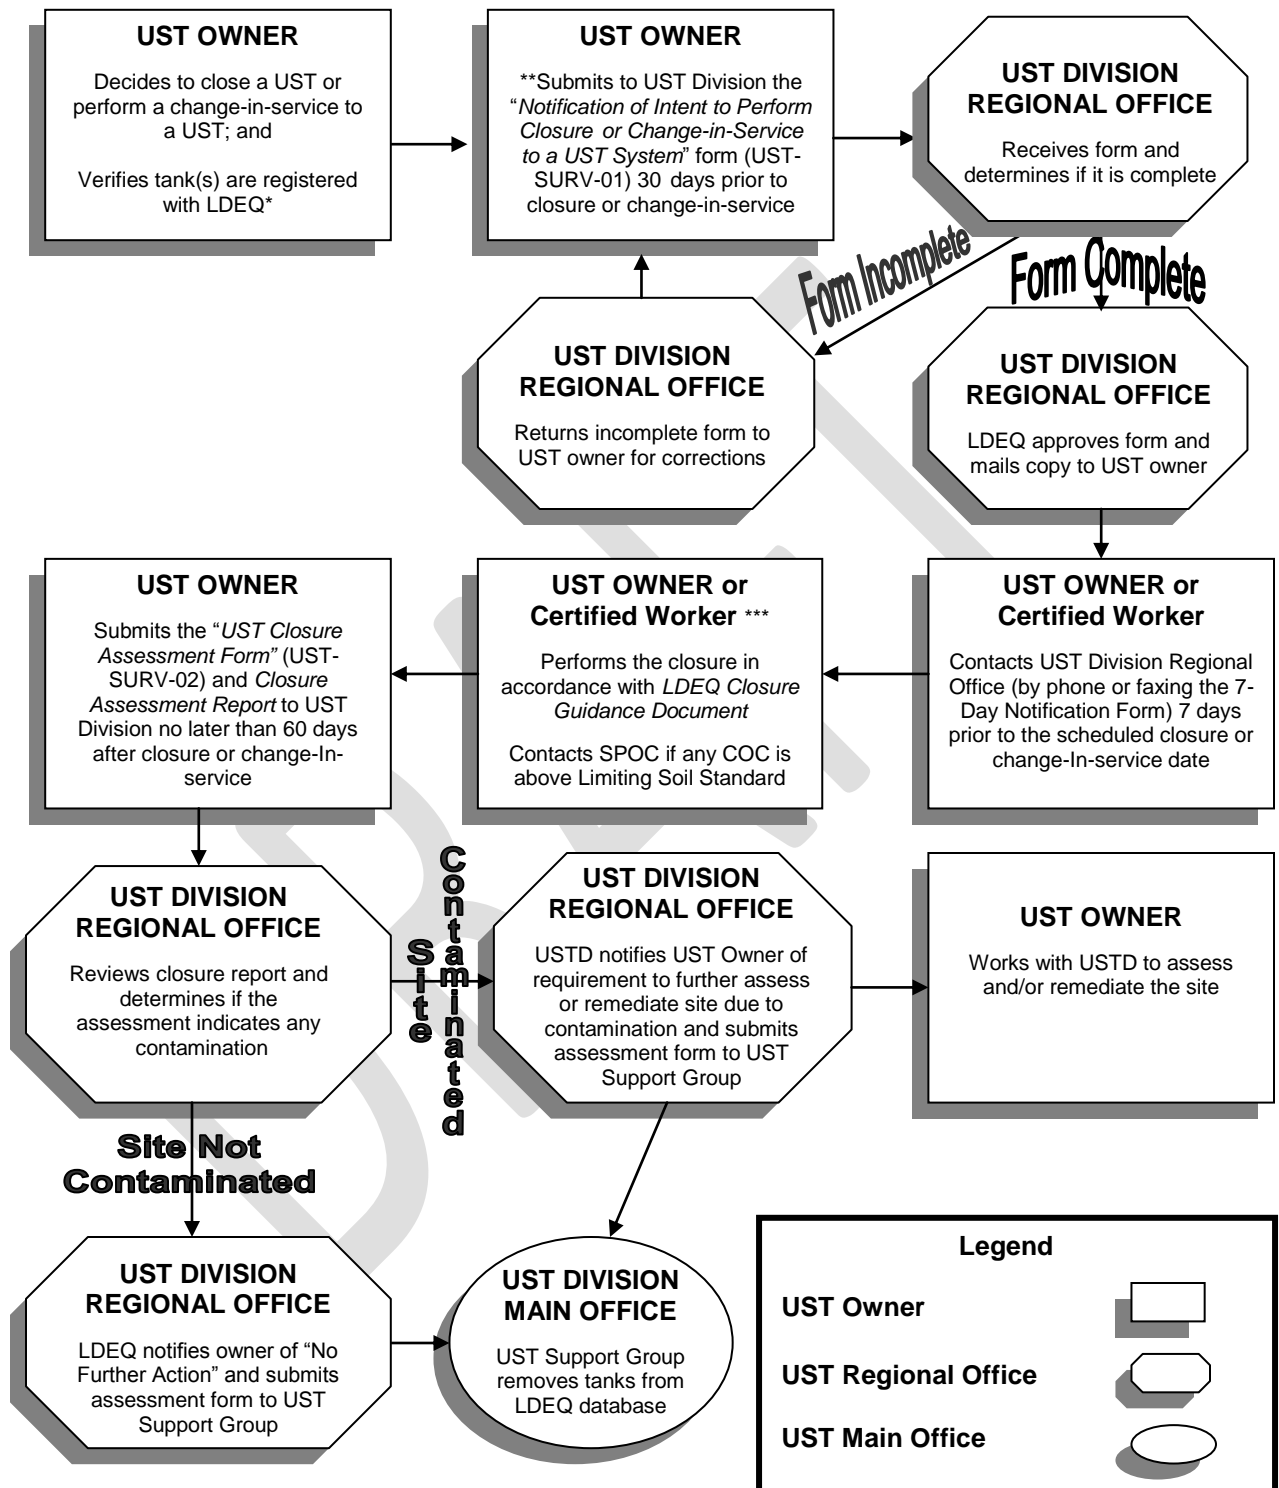 UST OWNER
Decides to close a UST or
perform a change-in-service to
a UST; and
Verifies tank(s) are registered
with LDEQ*
UST OWNER
**Submits to UST Division the
“Notification of Intent to Perform
Closure or Change-in-Service
to a UST System” form (UST-
SURV-01) 30 days prior to
closure or change-in-service
UST DIVISION
REGIONAL OFFICE
Receives form and
determines if it is complete
Form Incomplete
Form Complete
UST DIVISION
REGIONAL OFFICE
Returns incomplete form to
UST owner for corrections
UST DIVISION
REGIONAL OFFICE
LDEQ approves form and
mails copy to UST owner
UST OWNER or
Certified Worker
Contacts UST Division Regional
Office (by phone or faxing the 7-
Day Notification Form) 7 days
prior to the scheduled closure or
change-In-service date
UST OWNER or
Certified Worker ***
Performs the closure in
accordance with LDEQ Closure
Guidance Document
Contacts SPOC if any COC is
above Limiting Soil Standard
UST OWNER
Submits the “UST Closure
Assessment Form” (UST-
SURV-02) and Closure
Assessment Report to UST
Division no later than 60 days
after closure or change-In-
service
UST DIVISION
REGIONAL OFFICE
Reviews closure report and
determines if the
assessment indicates any
contamination
Site
Contaminated
UST DIVISION
REGIONAL OFFICE
USTD notifies UST Owner of
requirement to further assess
or remediate site due to
contamination and submits
assessment form to UST
Support Group
UST OWNER
Works with USTD to assess
and/or remediate the site
Site Not
Contaminated
UST DIVISION
REGIONAL OFFICE
LDEQ notifies owner of “No
Further Action” and submits
assessment form to UST
Support Group
UST DIVISION
MAIN OFFICE
UST Support Group
removes tanks from
LDEQ database
Legend
UST Owner
UST Regional Office
UST Main Office
DRAFT